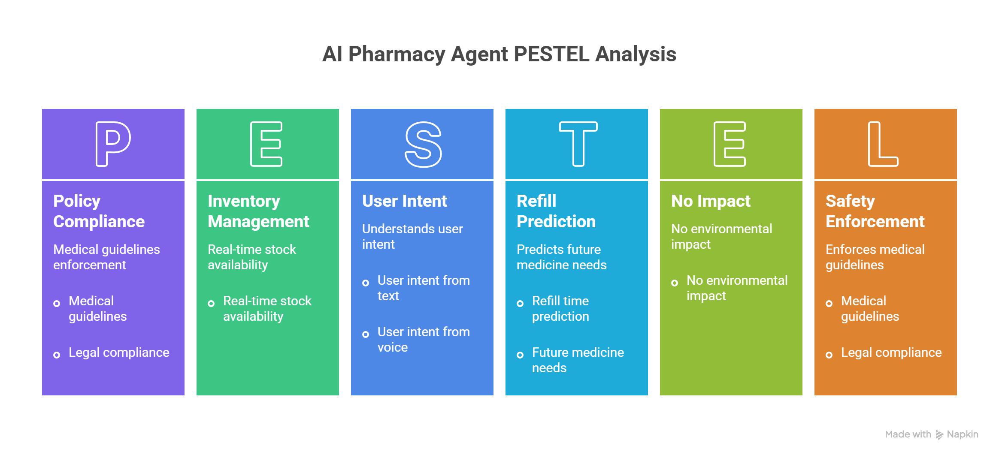 AI Pharmacy Agent PESTEL Analysis
P
Policy
Compliance
Medical guidelines
enforcement
Medical
guidelines
Legal compliance
E
Inventory
Management
Real-time stock
availability
Real-time stock
availability
S
User Intent
Understands user
intent
User intent from
text
User intent from
voice
T
Refill
Prediction
Predicts future
medicine needs
Refill time
prediction
Future medicine
needs
E
No Impact
No environmental
impact
No environmental
impact
L
Safety
Enforcement
Enforces medical
guidelines
Medical
guidelines
Legal compliance
Made with Napkin